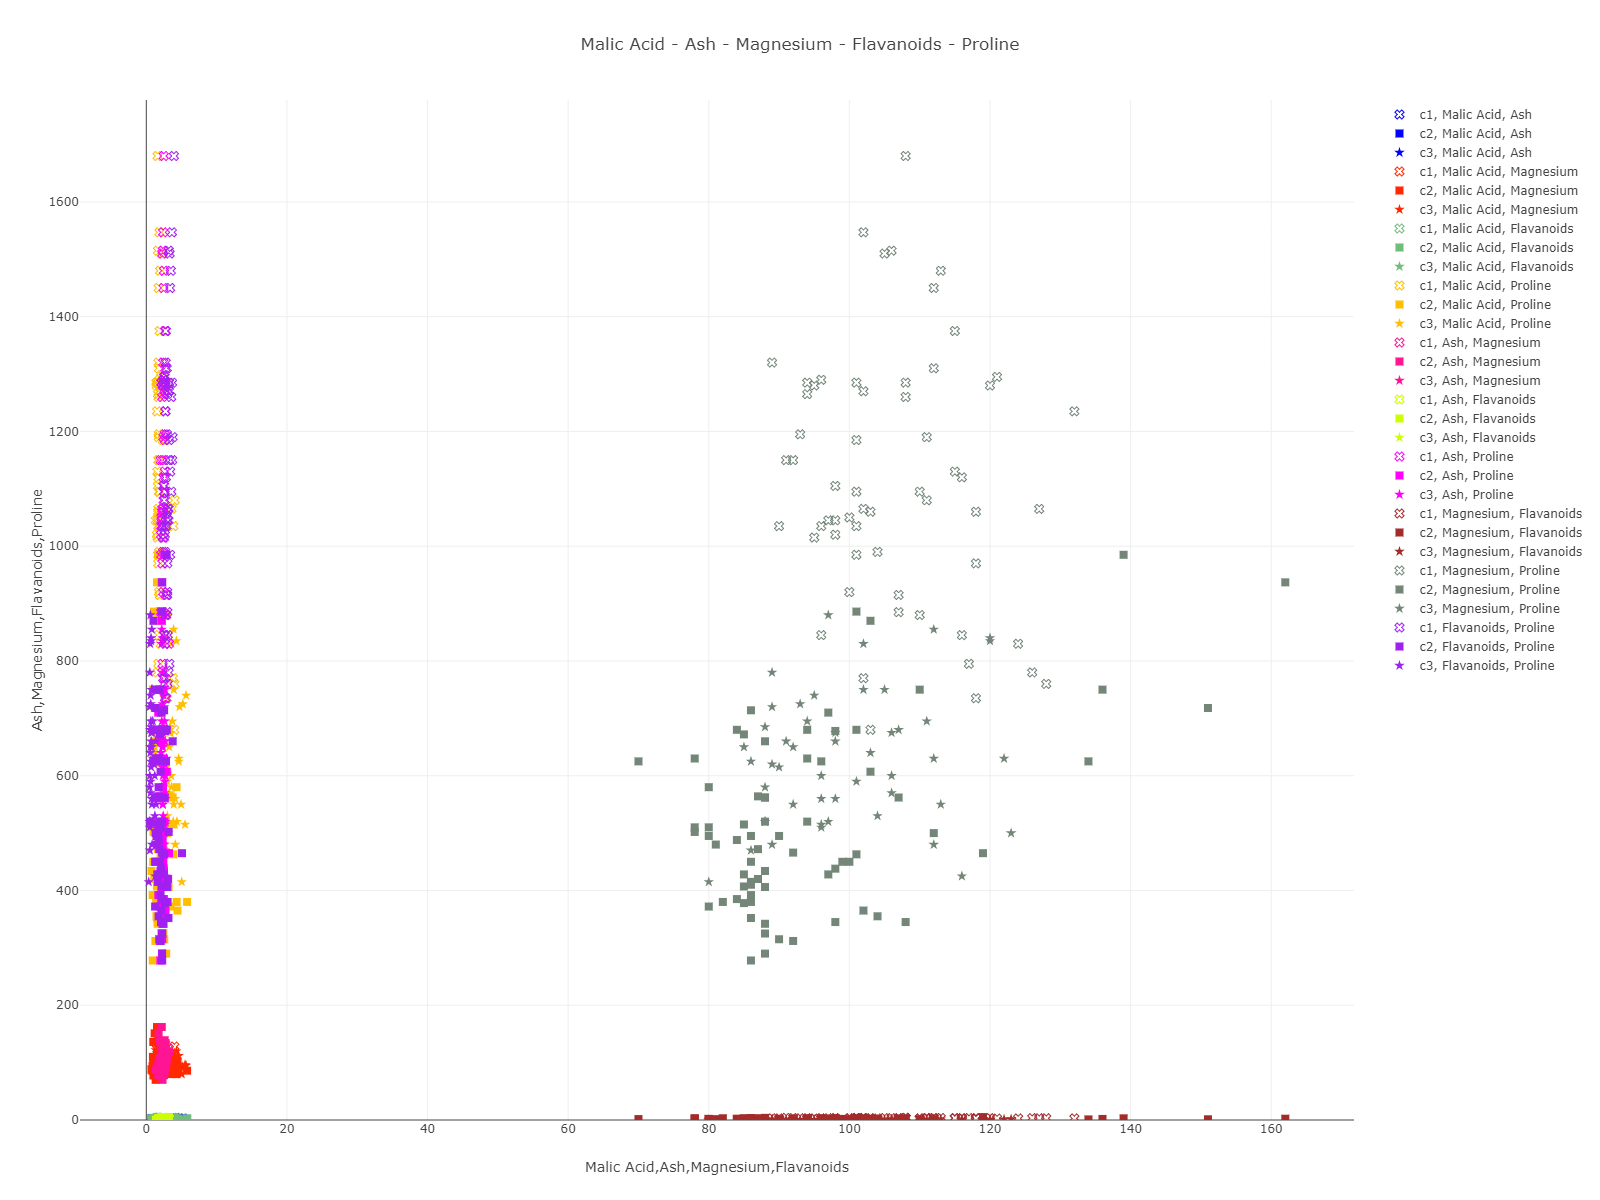 Malic Acid - Ash - Magnesium - Flavanoids - Proline
Ash,Magnesium,Flavanoids,Proline
1600
1400
1200
1000
800
600
400
200
0
0 20 40 60 80 100 120 140 160
Malic Acid,Ash,Magnesium,Flavanoids
c1, Malic Acid, Ash
c2, Malic Acid, Ash
c3, Malic Acid, Ash
c1, Malic Acid, Magnesium
c2, Malic Acid, Magnesium
c3, Malic Acid, Magnesium
c1, Malic Acid, Flavanoids
c2, Malic Acid, Flavanoids
c3, Malic Acid, Flavanoids
c1, Malic Acid, Proline
c2, Malic Acid, Proline
c3, Malic Acid, Proline
c1, Ash, Magnesium
c2, Ash, Magnesium
c3, Ash, Magnesium
c1, Ash, Flavanoids
c2, Ash, Flavanoids
c3, Ash, Flavanoids
c1, Ash, Proline
c2, Ash, Proline
c3, Ash, Proline
c1, Magnesium, Flavanoids
c2, Magnesium, Flavanoids
c3, Magnesium, Flavanoids
c1, Magnesium, Proline
c2, Magnesium, Proline
c3, Magnesium, Proline
c1, Flavanoids, Proline
c2, Flavanoids, Proline
c3, Flavanoids, Proline